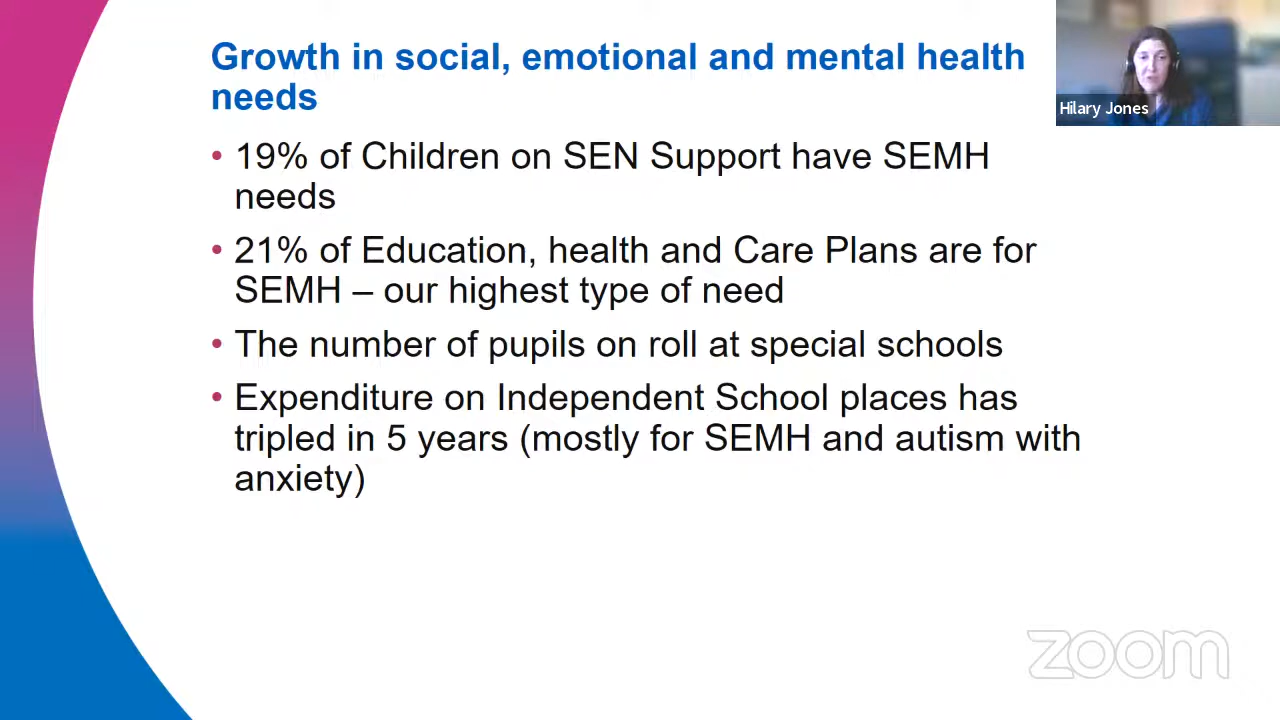 Growth in social, emotional and mental health
needs
Hilary Jones
• 19% of Children on SEN Support have SEMH
needs
• 21% of Education, health and Care Plans are for
SEMH – our highest type of need
• The number of pupils on roll at special schools
• Expenditure on Independent School places has
tripled in 5 years (mostly for SEMH and autism with
anxiety)
zoom